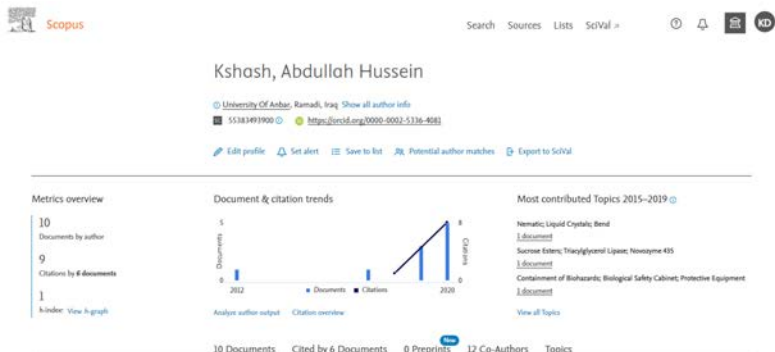 Scopus
Search Sources Lists SciVal
KD
Kshash, Abdullah Hussein
University Of Anbar, Ramadi, Iraq Show all author info
55383493900 https://orcid.org/0000-0002-5336-4081
Edit profile Set alert Save to list Potential author matches Export to SciVal
Metrics overview
10
Documents by author
9
Citations by 6 documents
1
h-index: View h-graph
Document & citation trends
5
8
Documents
Citations
0
0
2012
2020
Documents Citations
Analyze author output Citation overview
Most contributed Topics 2015–2019
Nematic; Liquid Crystals; Bend
1 document
Sucrose Esters; Triacylglycerol Lipase; Novozyme 435
1 document
Containment of Biohazards; Biological Safety Cabinet; Protective Equipment
1 document
View all Topics
New
10 Documents Cited by 6 Documents 0 Preprints 12 Co-Authors Topics